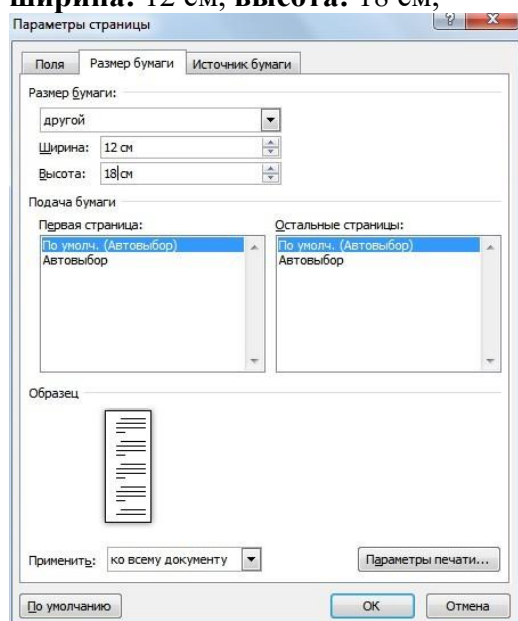 ширина: 12 см, высота: 18 см,
Параметры страницы
Поля Размер бумаги Источник бумаги
Размер бумаги:
другой
Ширина: 12 см
Высота: 18 см
Подача бумаги
Первая страница: Остальные страницы:
По умолч. (Автовыбор) По умолч. (Автовыбор)
Автовыбор Автовыбор
Образец
Применить: ко всему документу Параметры печати...
По умолчанию ОК Отмена